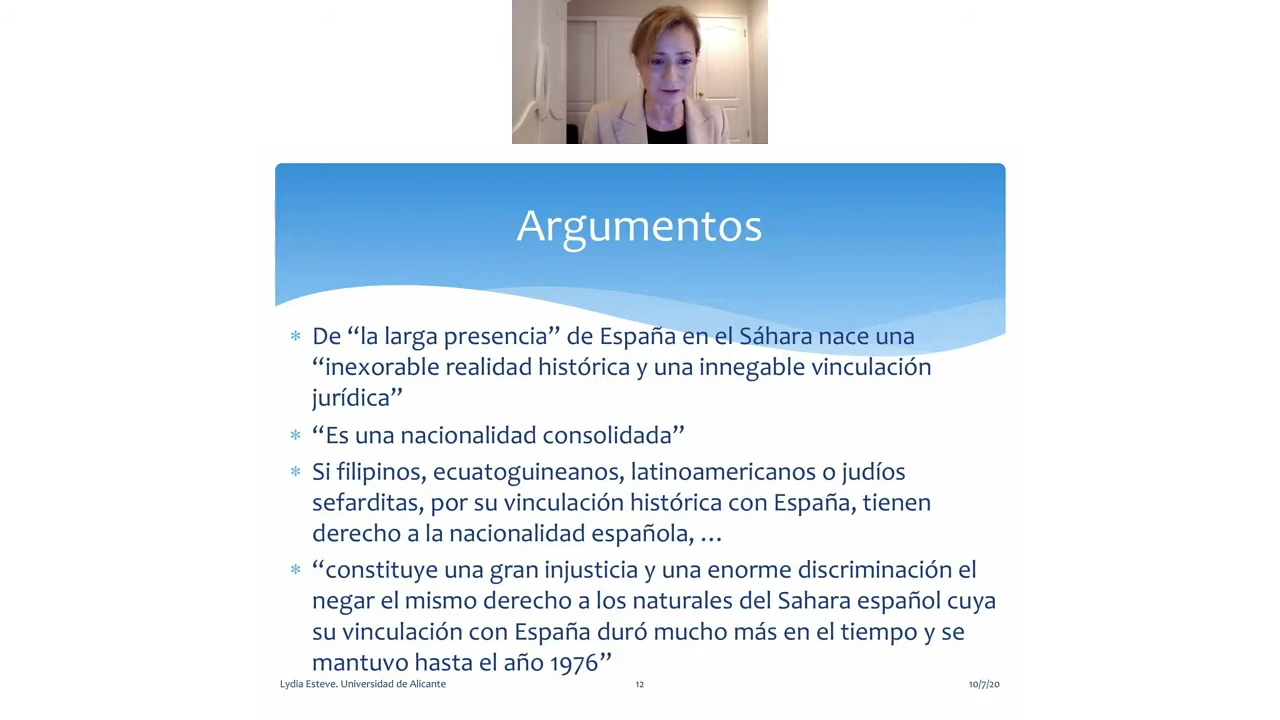 Argumentos
* De “la larga presencia” de España en el Sáhara nace una
“inexorable realidad histórica y una innegable vinculación
jurídica”
* “Es una nacionalidad consolidada”
* Si filipinos, ecuatoguineanos, latinoamericanos o judíos
sefarditas, por su vinculación histórica con España, tienen
derecho a la nacionalidad española, …
* “constituye una gran injusticia y una enorme discriminación el
negar el mismo derecho a los naturales del Sahara español cuya
su vinculación con España duró mucho más en el tiempo y se
mantuvo hasta el año 1976”
Lydia Esteve. Universidad de Alicante
12
10/7/20